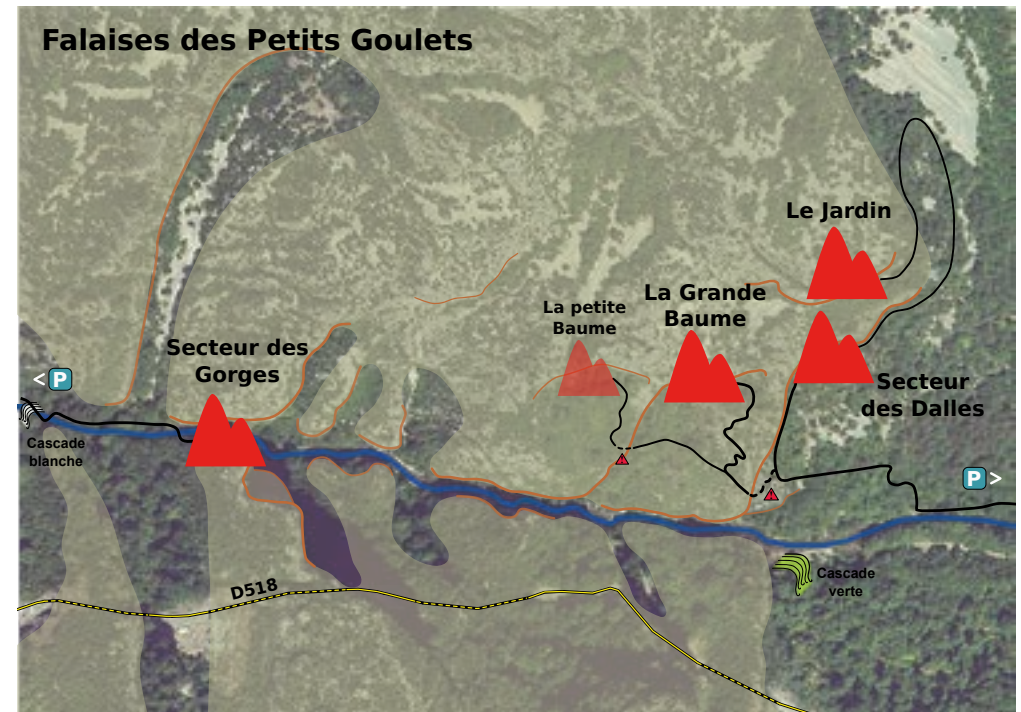 Falaises des Petits Goulets
Le Jardin
La Grande
Baume
La petite
Baume
Secteur des
Gorges
< P
Secteur
des Dalles
Cascade
blanche
P >
Cascade
verte
D518